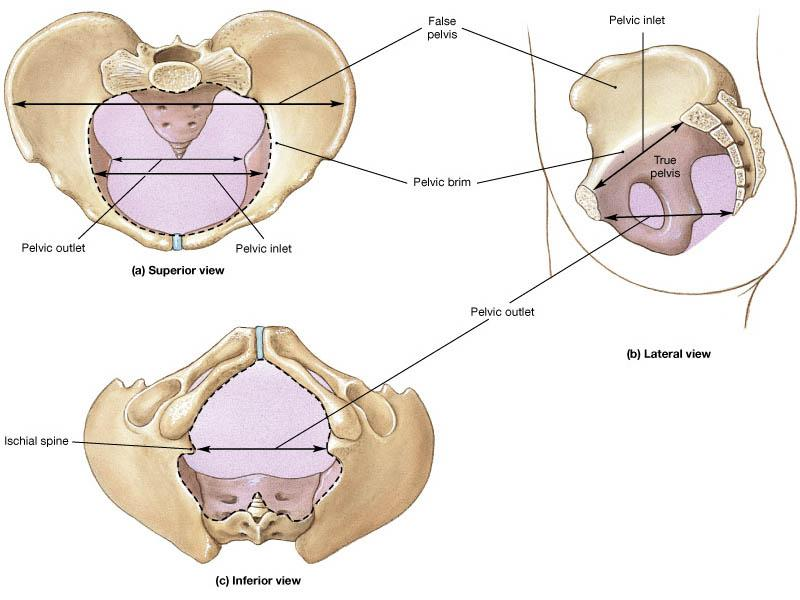 False
pelvis
Pelvic inlet
True
pelvis
Pelvic brim
Pelvic outlet
Pelvic inlet
(a) Superior view
Pelvic outlet
(b) Lateral view
Ischial spine
(c) Inferior view